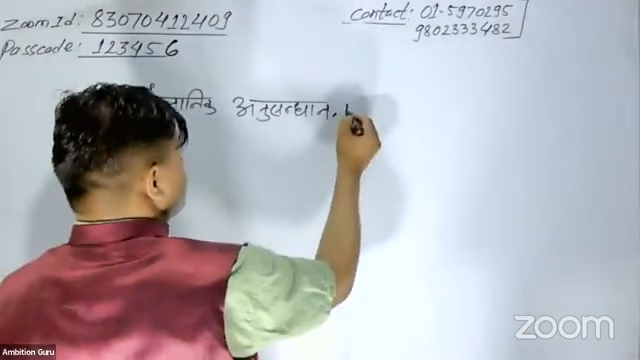 Zoom Id: 83070412409
Passcode: 123456
Contact: 01-5970295
9802333482
अनुसन्धान.
zoom
Ambition Guru